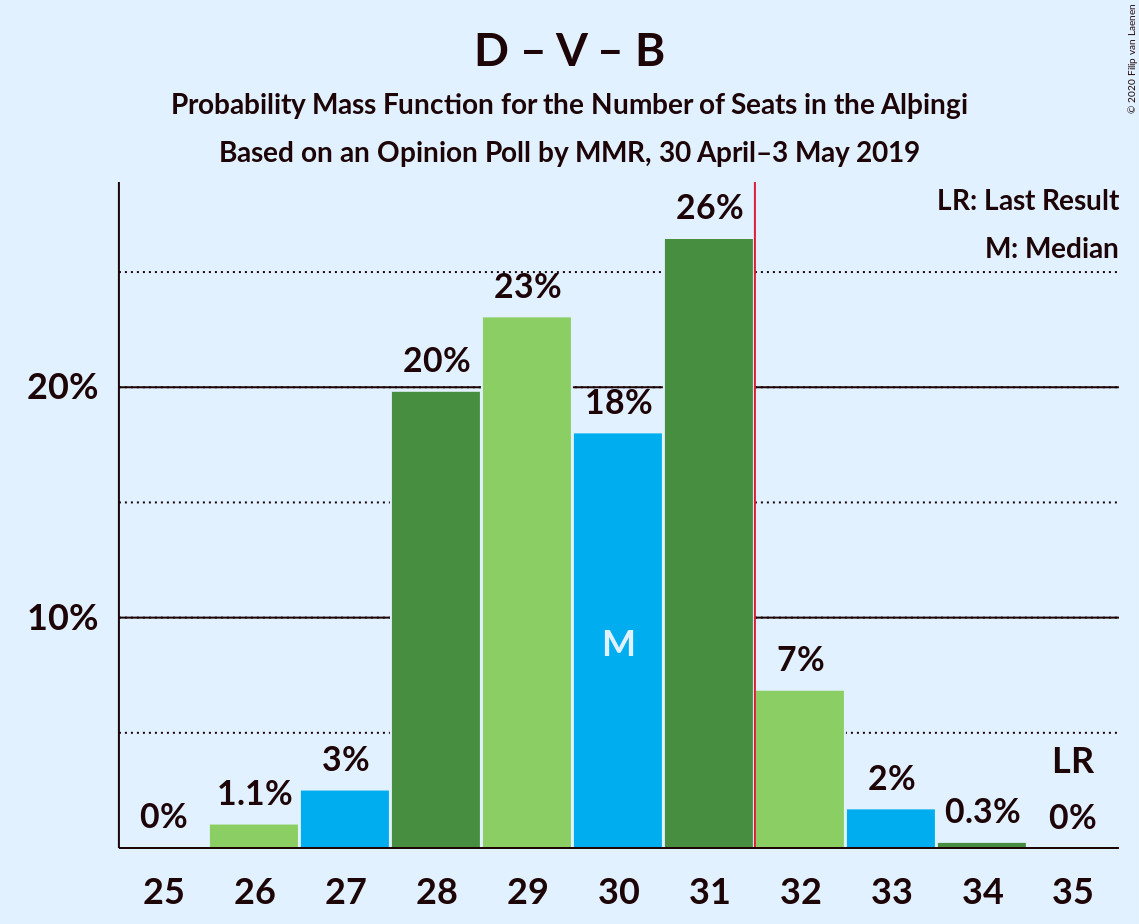 D – V – B
Probability Mass Function for the Number of Seats in the Alþingi
Based on an Opinion Poll by MMR, 30 April–3 May 2019
© 2020 Filip van Laenen
LR: Last Result
M: Median
20%
10%
0%
1.1%
3%
20%
23%
18%
26%
7%
2%
0.3%
0%
LR
M
25 26 27 28 29 30 31 32 33 34 35